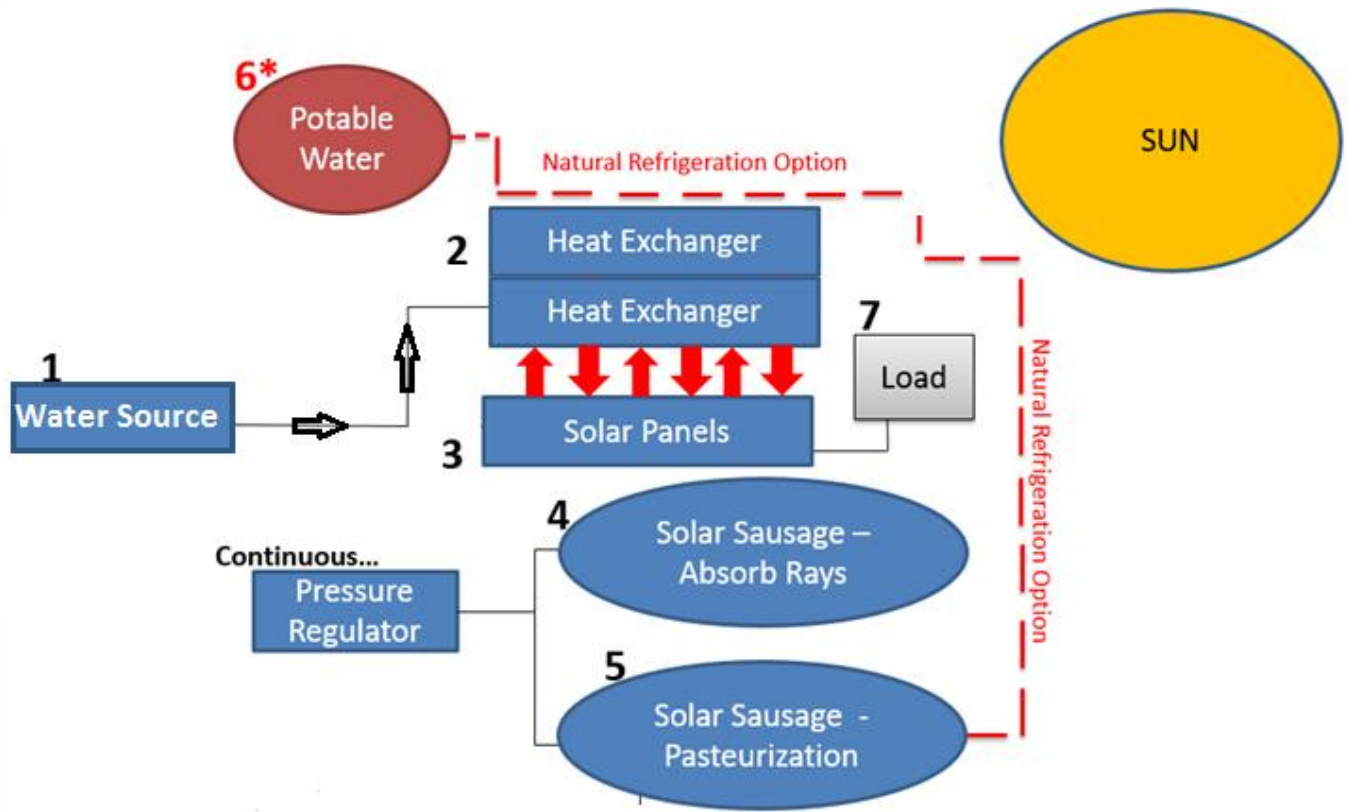 6*
Potable
Water
SUN
Natural Refrigeration Option
2
Heat Exchanger
Heat Exchanger
7
Load
1
Water Source
3
Solar Panels
Natural Refrigeration Option
4
Solar Sausage –
Absorb Rays
Continuous...
Pressure
Regulator
5
Solar Sausage -
Pasteurization